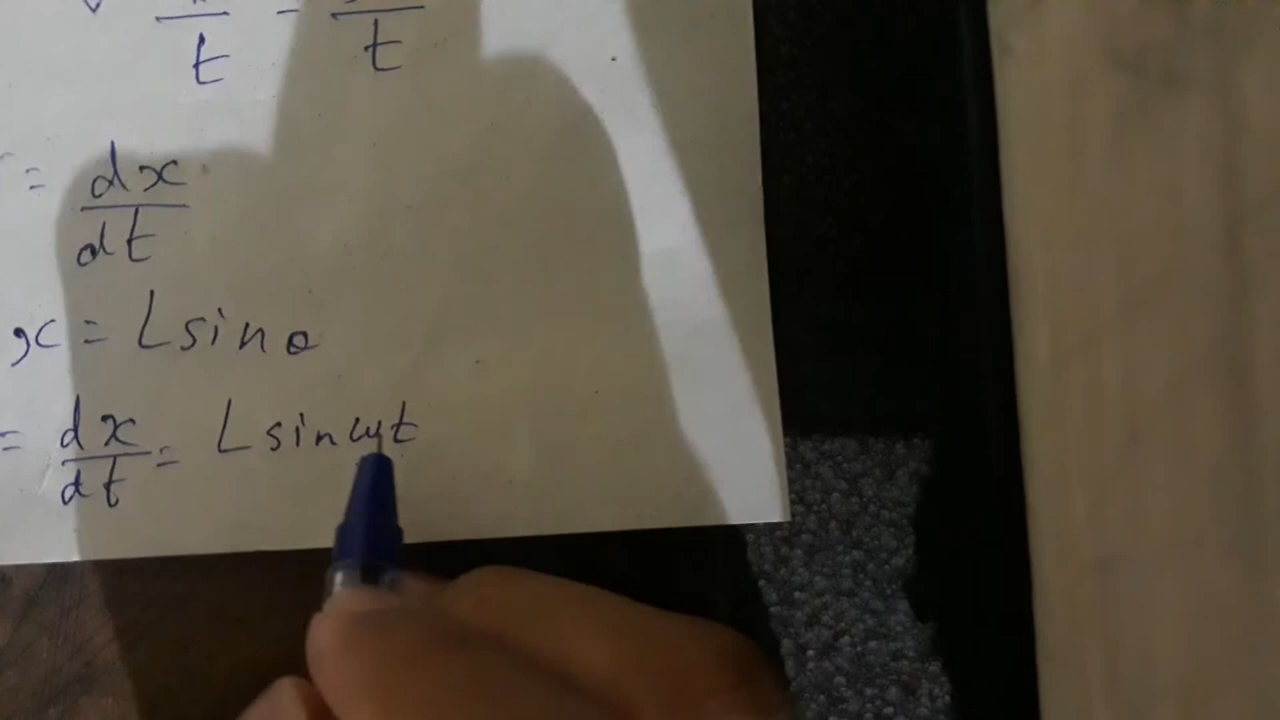 t = t
= dx/dt
x = L sin θ
= dx/dt = L sin ωt